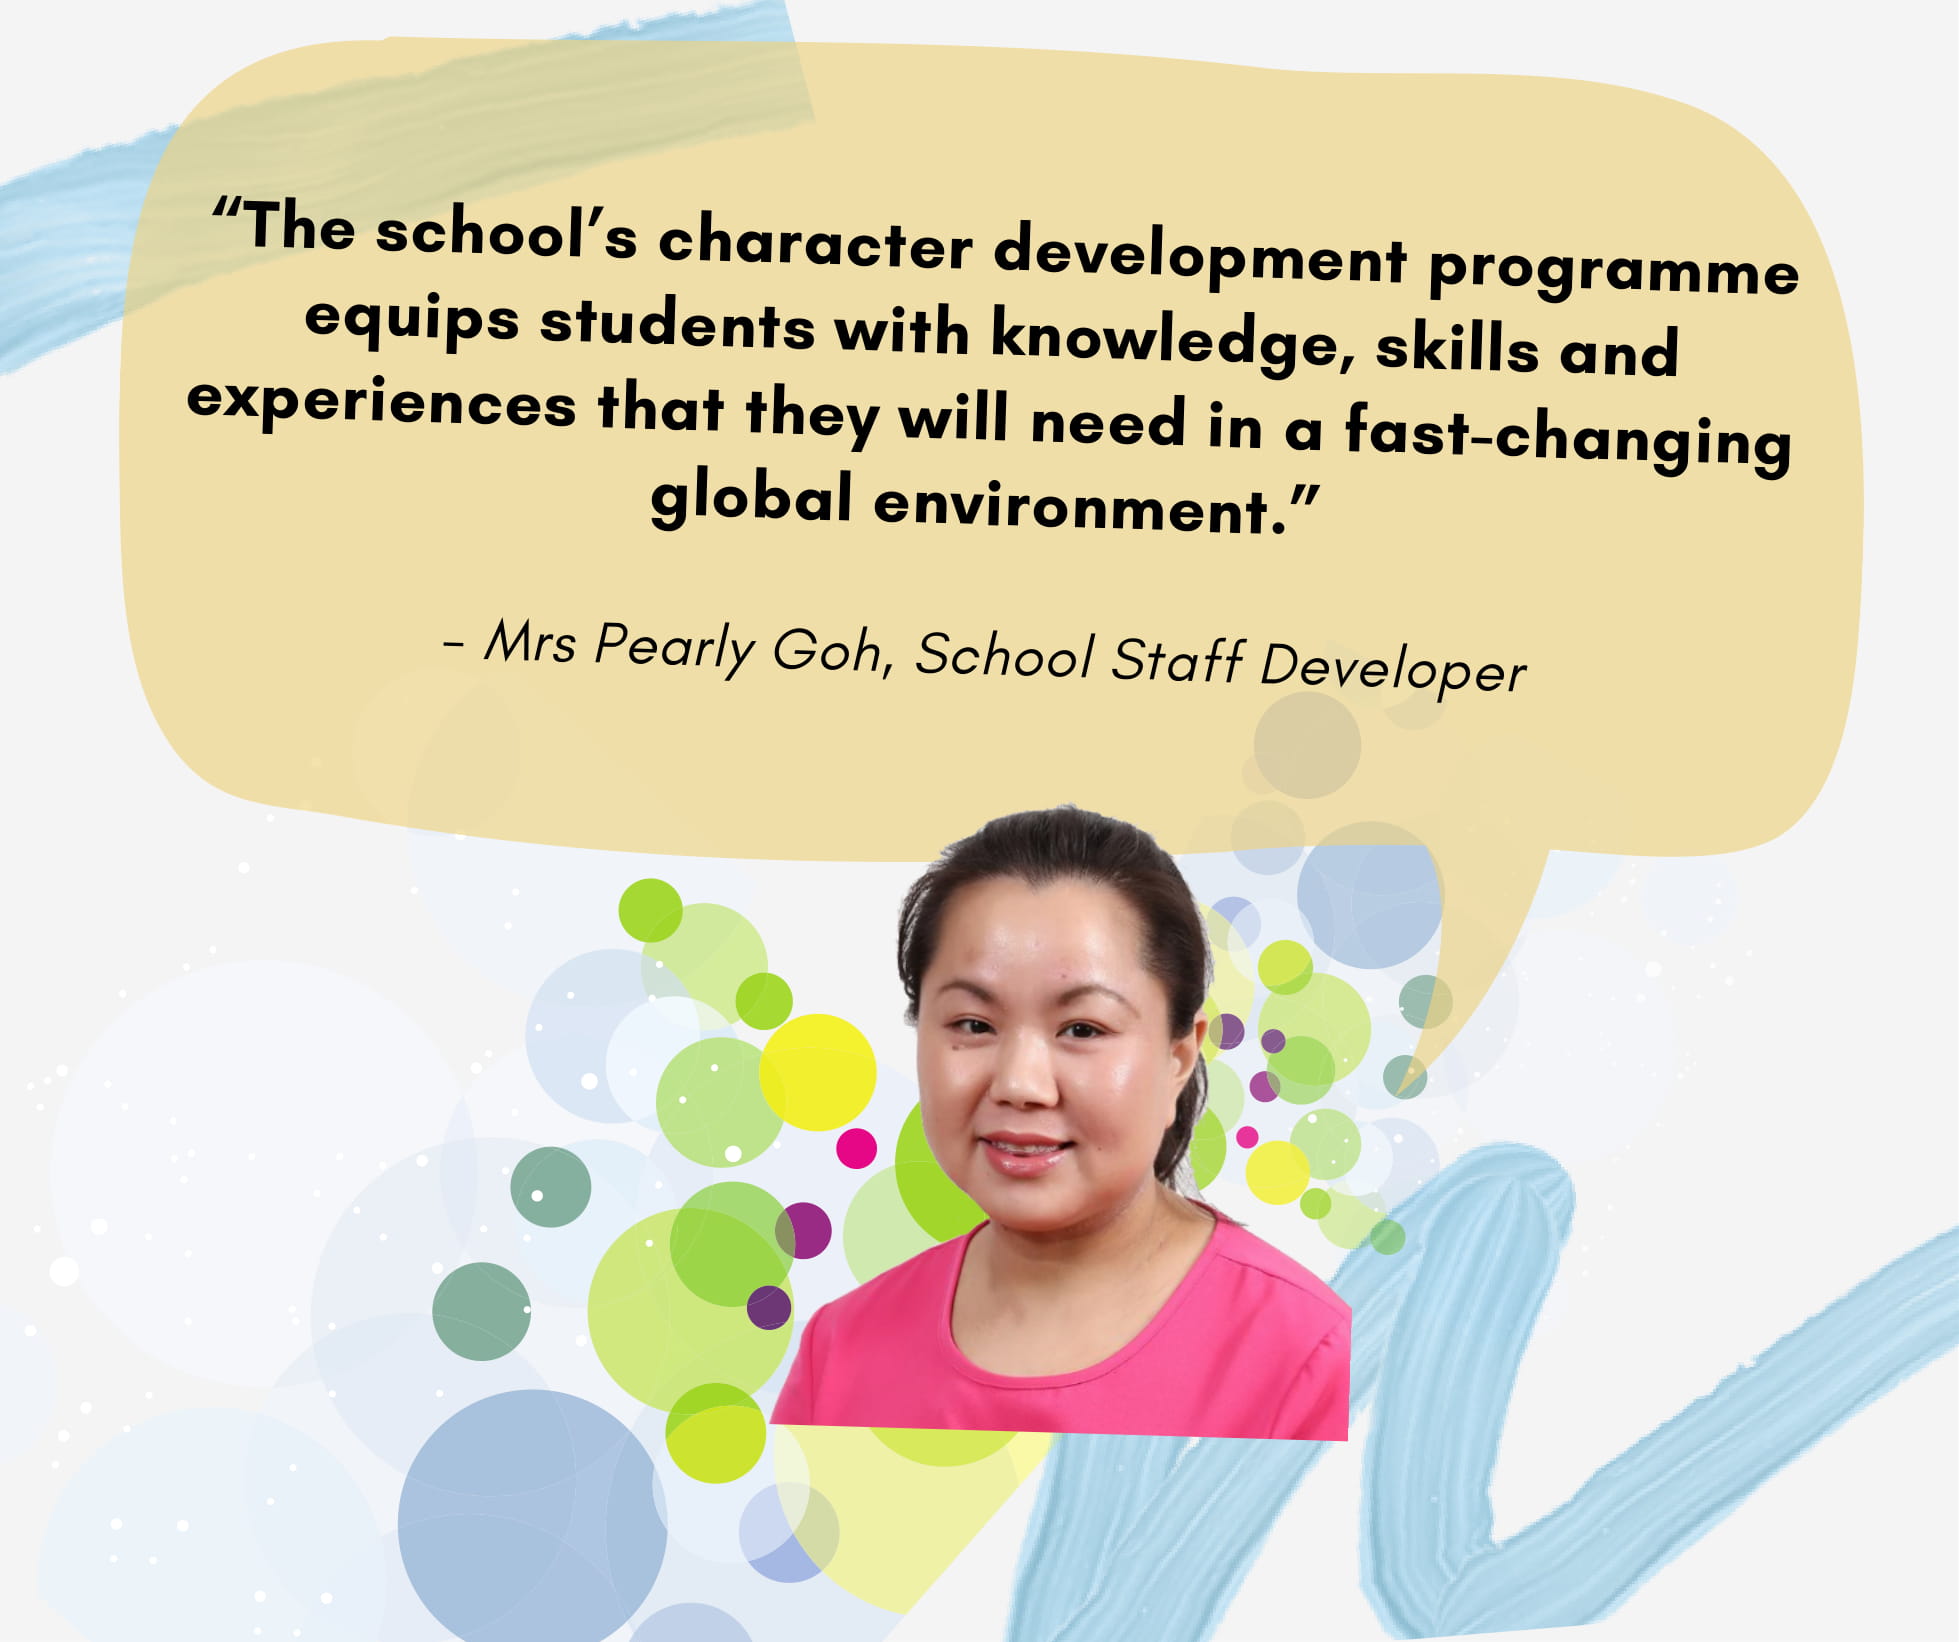 “The school’s character development programme
equips students with knowledge, skills and
experiences that they will need in a fast-changing
global environment.”
– Mrs Pearly Goh, School Staff Developer